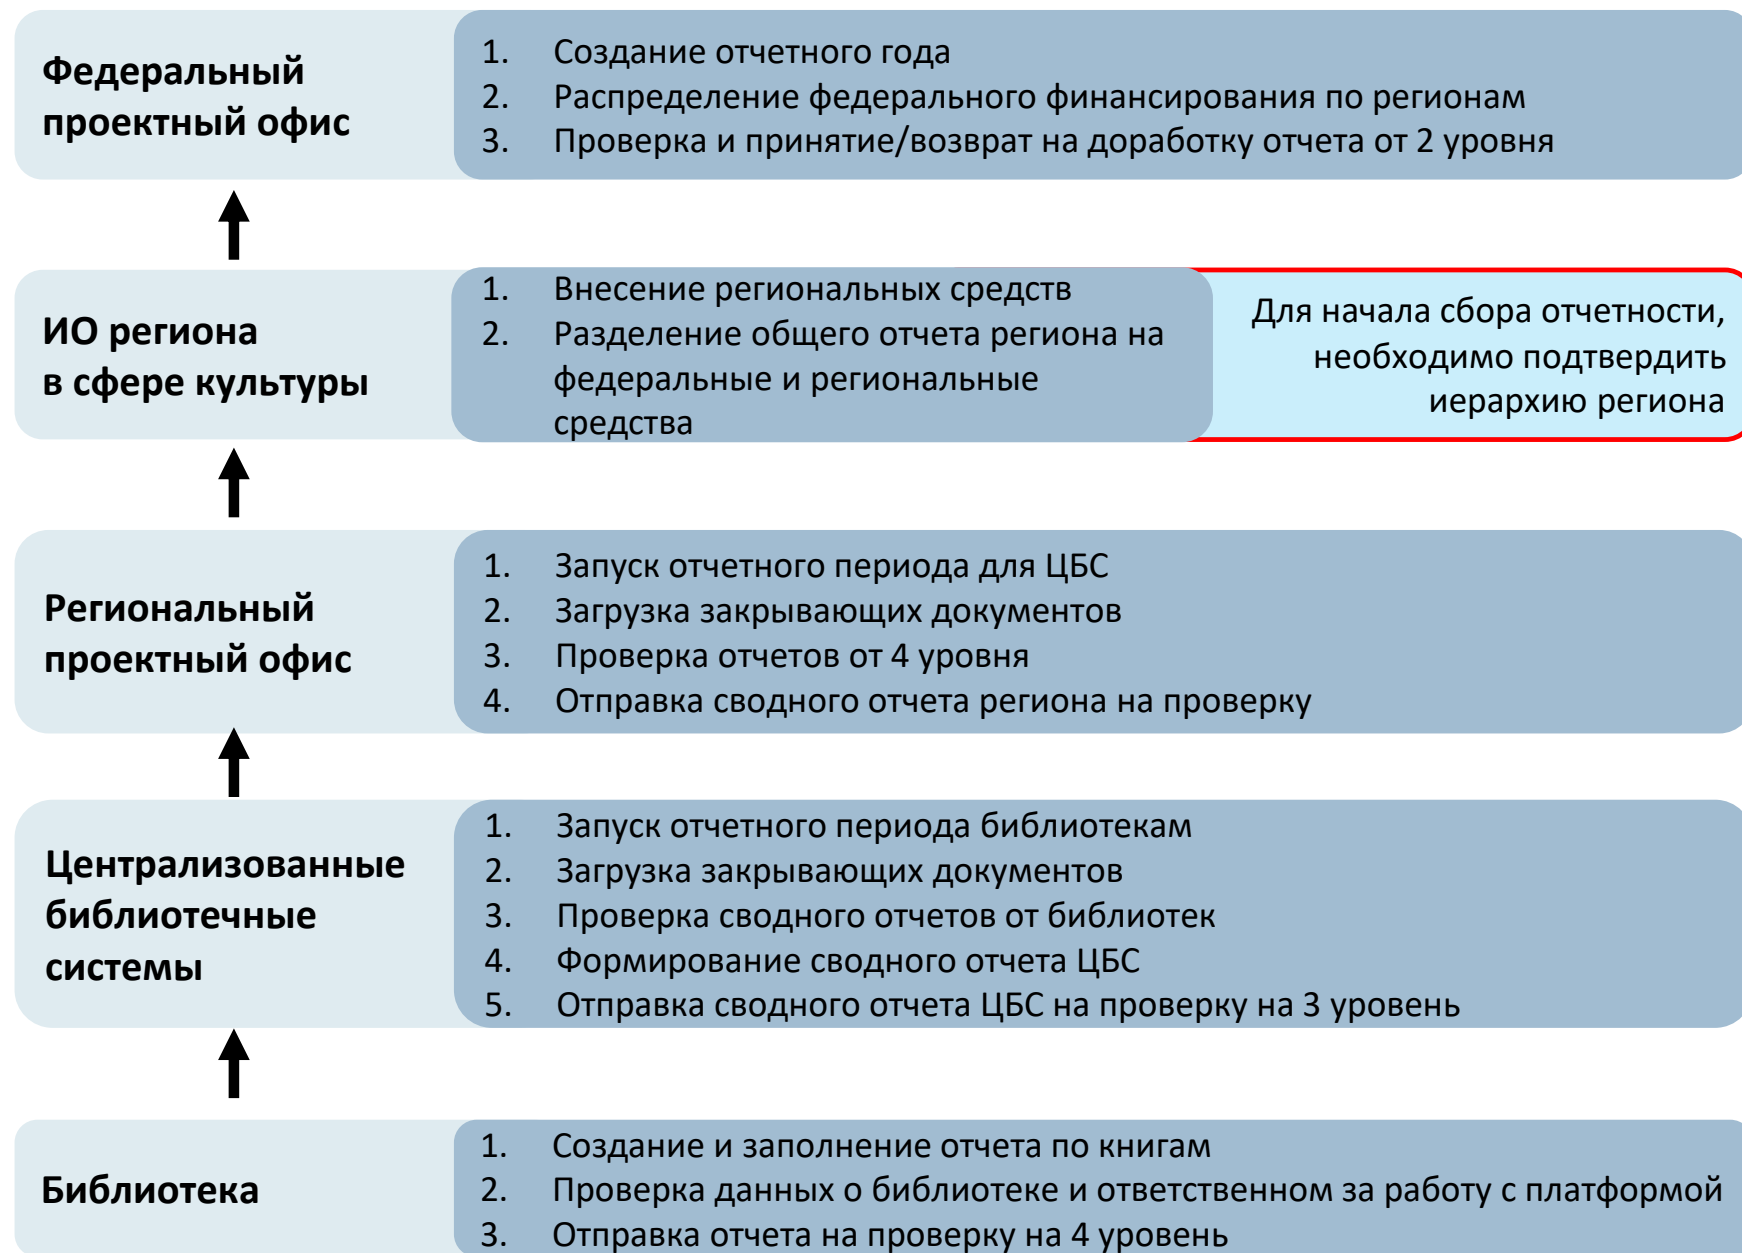 Федеральный
проектный офис
1. Создание отчетного года
2. Распределение федерального финансирования по регионам
3. Проверка и принятие/возврат на доработку отчета от 2 уровня
ИО региона
в сфере культуры
1. Внесение региональных средств
2. Разделение общего отчета региона на
федеральные и региональные
средства
Для начала сбора отчетности,
необходимо подтвердить
иерархию региона
Региональный
проектный офис
1. Запуск отчетного периода для ЦБС
2. Загрузка закрывающих документов
3. Проверка отчетов от 4 уровня
4. Отправка сводного отчета региона на проверку
Централизованные
библиотечные
системы
1. Запуск отчетного периода библиотекам
2. Загрузка закрывающих документов
3. Проверка сводного отчетов от библиотек
4. Формирование сводного отчета ЦБС
5. Отправка сводного отчета ЦБС на проверку на 3 уровень
Библиотека
1. Создание и заполнение отчета по книгам
2. Проверка данных о библиотеке и ответственном за работу с платформой
3. Отправка отчета на проверку на 4 уровень